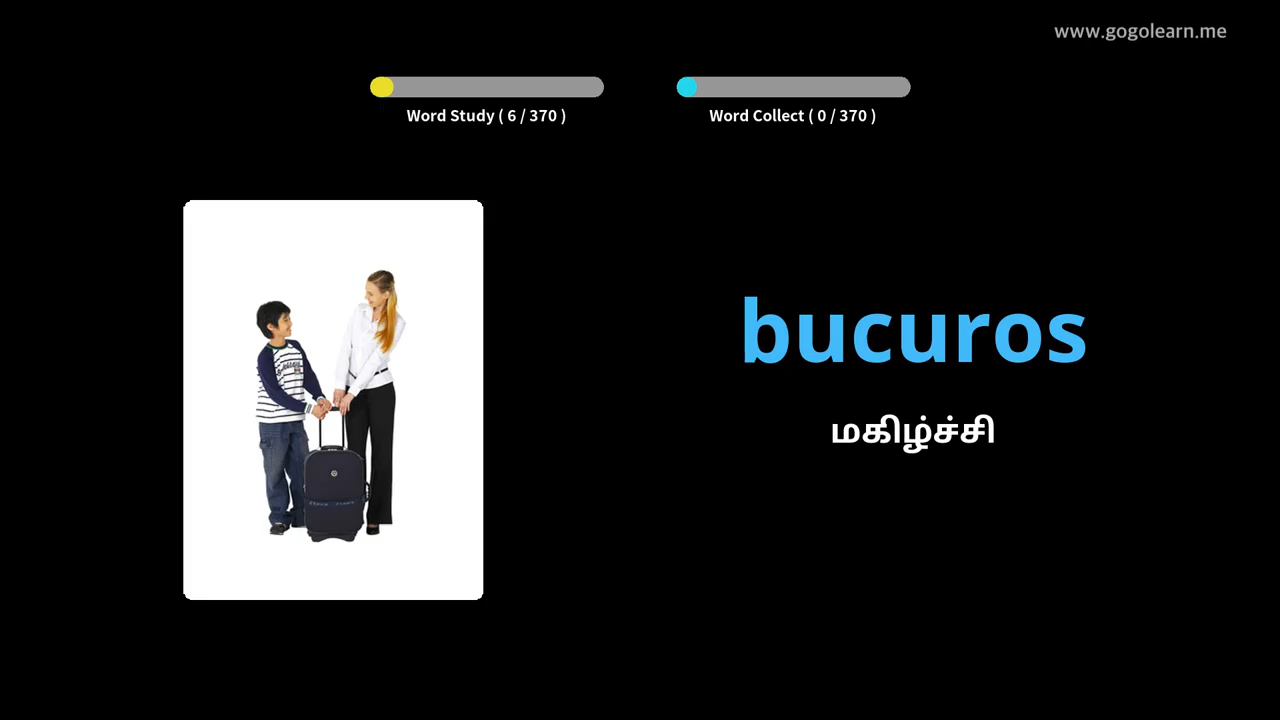 www.gogolearn.me
Word Study ( 6 / 370 )
Word Collect ( 0 / 370 )
bucuros
மகிழ்ச்சி